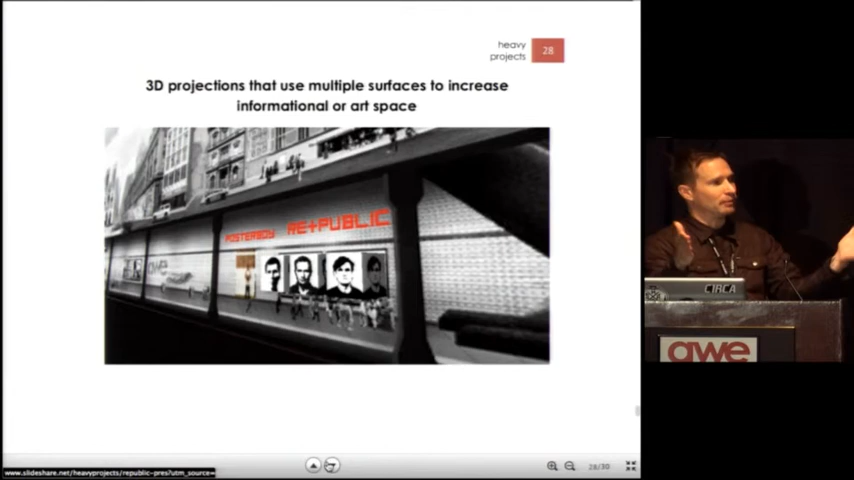 heavy
projects
28
3D projections that use multiple surfaces to increase
informational or art space
POSTERBOY
RE+PUBLIC
CIRCA
awe
www.slideshare.net/heavyprojects/republic-pres?utm_source=
28/30